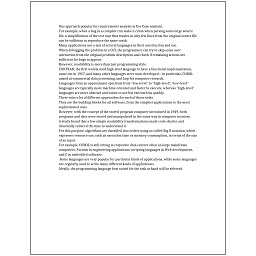 One approach popular for requirements analysis is Use Case analysis.
For example, when a bug in a compiler can make it crash when parsing some large source
file, a simplification of the test case that results in only few lines from the original source file
can be sufficient to reproduce the same crash.
Many applications use a mix of several languages in their construction and use.
When debugging the problem in a GUI, the programmer can try to skip some user
interaction from the original problem description and check if remaining actions are
sufficient for bugs to appear.
However, readability is more than just programming style.
FORTRAN, the first widely used high-level language to have a functional implementation,
came out in 1957, and many other languages were soon developed—in particular, COBOL
aimed at commercial data processing, and Lisp for computer research.
Languages form an approximate spectrum from "low-level" to "high-level"; "low-level"
languages are typically more machine-oriented and faster to execute, whereas "high-level"
languages are more abstract and easier to use but execute less quickly.
There exist a lot of different approaches for each of those tasks.
They are the building blocks for all software, from the simplest applications to the most
sophisticated ones.
However, with the concept of the stored-program computer introduced in 1949, both
programs and data were stored and manipulated in the same way in computer memory.
A study found that a few simple readability transformations made code shorter and
drastically reduced the time to understand it.
For this purpose, algorithms are classified into orders using so-called Big O notation, which
expresses resource use, such as execution time or memory consumption, in terms of the size
of an input.
For example, COBOL is still strong in corporate data centers often on large mainframe
computers, Fortran in engineering applications, scripting languages in Web development,
and C in embedded software.
Some languages are very popular for particular kinds of applications, while some languages
are regularly used to write many different kinds of applications.
Ideally, the programming language best suited for the task at hand will be selected.